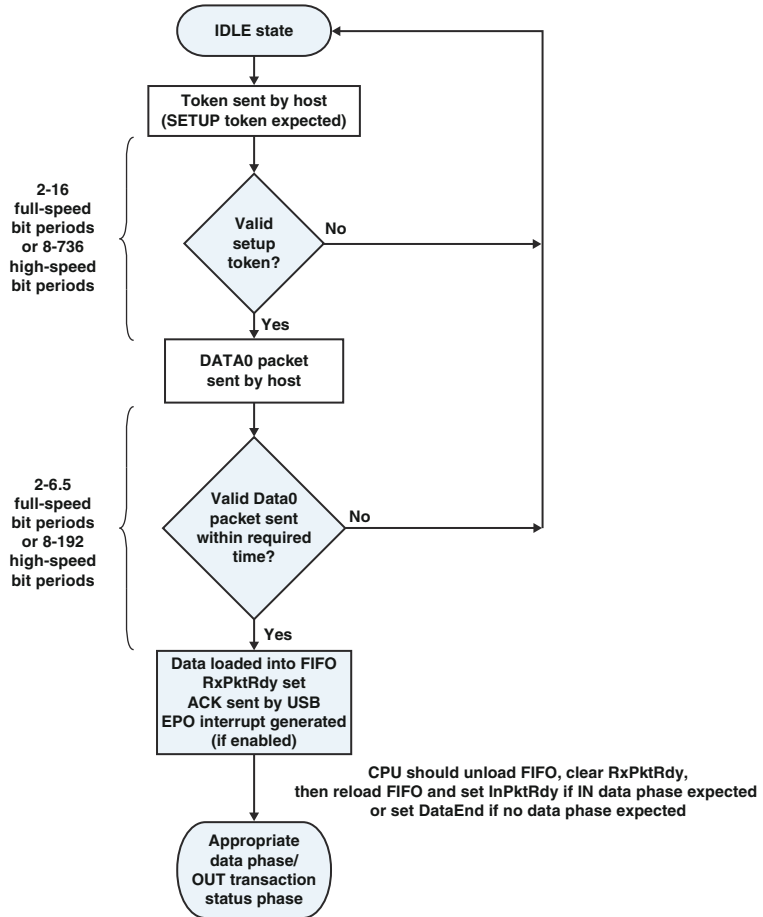 IDLE state
Token sent by host
(SETUP token expected)
2-16
full-speed
bit periods
or 8-736
high-speed
bit periods
Valid
setup
token?
No
Yes
DATA0 packet
sent by host
2-6.5
full-speed
bit periods
or 8-192
high-speed
bit periods
Valid Data0
packet sent
within required
time?
No
Yes
Data loaded into FIFO
RxPktRdy set
ACK sent by USB
EPO interrupt generated
(if enabled)
CPU should unload FIFO, clear RxPktRdy,
then reload FIFO and set InPktRdy if IN data phase expected
or set DataEnd if no data phase expected
Appropriate
data phase/
OUT transaction
status phase